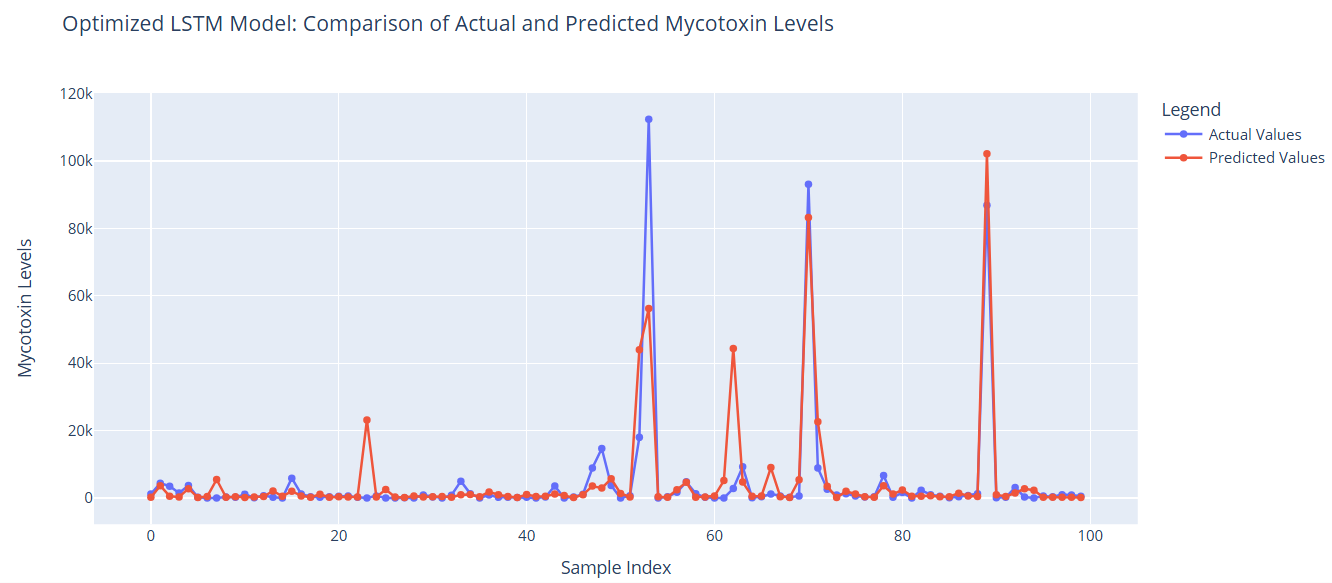 Optimized LSTM Model: Comparison of Actual and Predicted Mycotoxin Levels
120k
100k
80k
60k
40k
20k
0
Mycotoxin Levels
0 20 40 60 80 100
Sample Index
Legend
Actual Values
Predicted Values